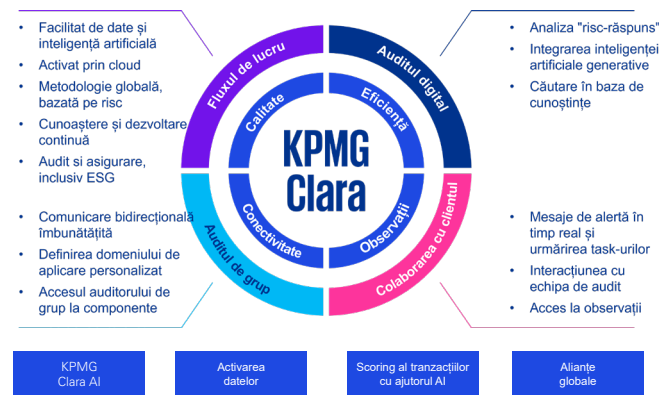 Facilitat de date și
inteligență artificială
Activat prin cloud
Metodologie globală,
bazată pe risc
Cunoaștere și dezvoltare
continuă
Audit si asigurare,
inclusiv ESG
Fluxul de lucru
Auditul digital
Analiza "risc-răspuns"
Integrarea inteligenței
artificiale generative
Căutare în baza de
cunoștințe
Calitate
Eficiență
KPMG
Clara
Conectivitate
Observații
Auditul de grup
Colaborarea cu clientul
Comunicare bidirecțională
îmbunătățită
Definirea domeniului de
aplicare personalizat
Accesul auditorului de
grup la componente
Mesaje de alertă în
timp real și
urmărirea task-urilor
Interacțiunea cu
echipa de audit
Acces la observații
KPMG
Clara AI
Activarea
datelor
Scoring al tranzacțiilor
cu ajutorul AI
Alianțe
globale